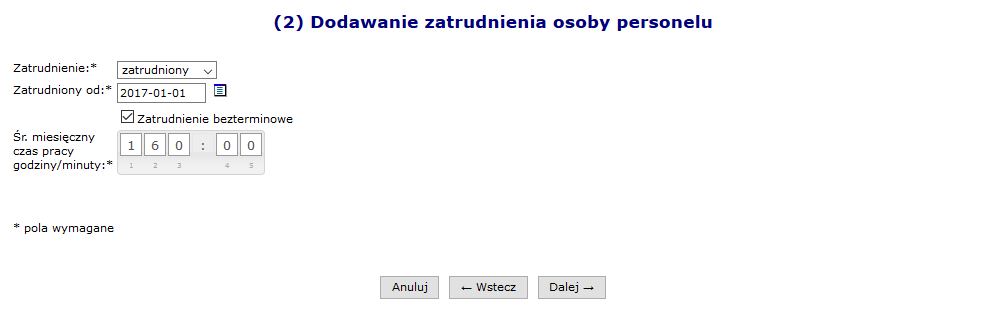 (2) Dodawanie zatrudnienia osoby personelu
Zatrudnienie:* zatrudniony
Zatrudniony od:* 2017-01-01
Zatrudnienie bezterminowe
Śr. miesięczny
czas pracy
godziny/minuty:*
1 6 0 : 0 0
1 2 3 4 5
* pola wymagane
Anuluj ← Wstecz Dalej →